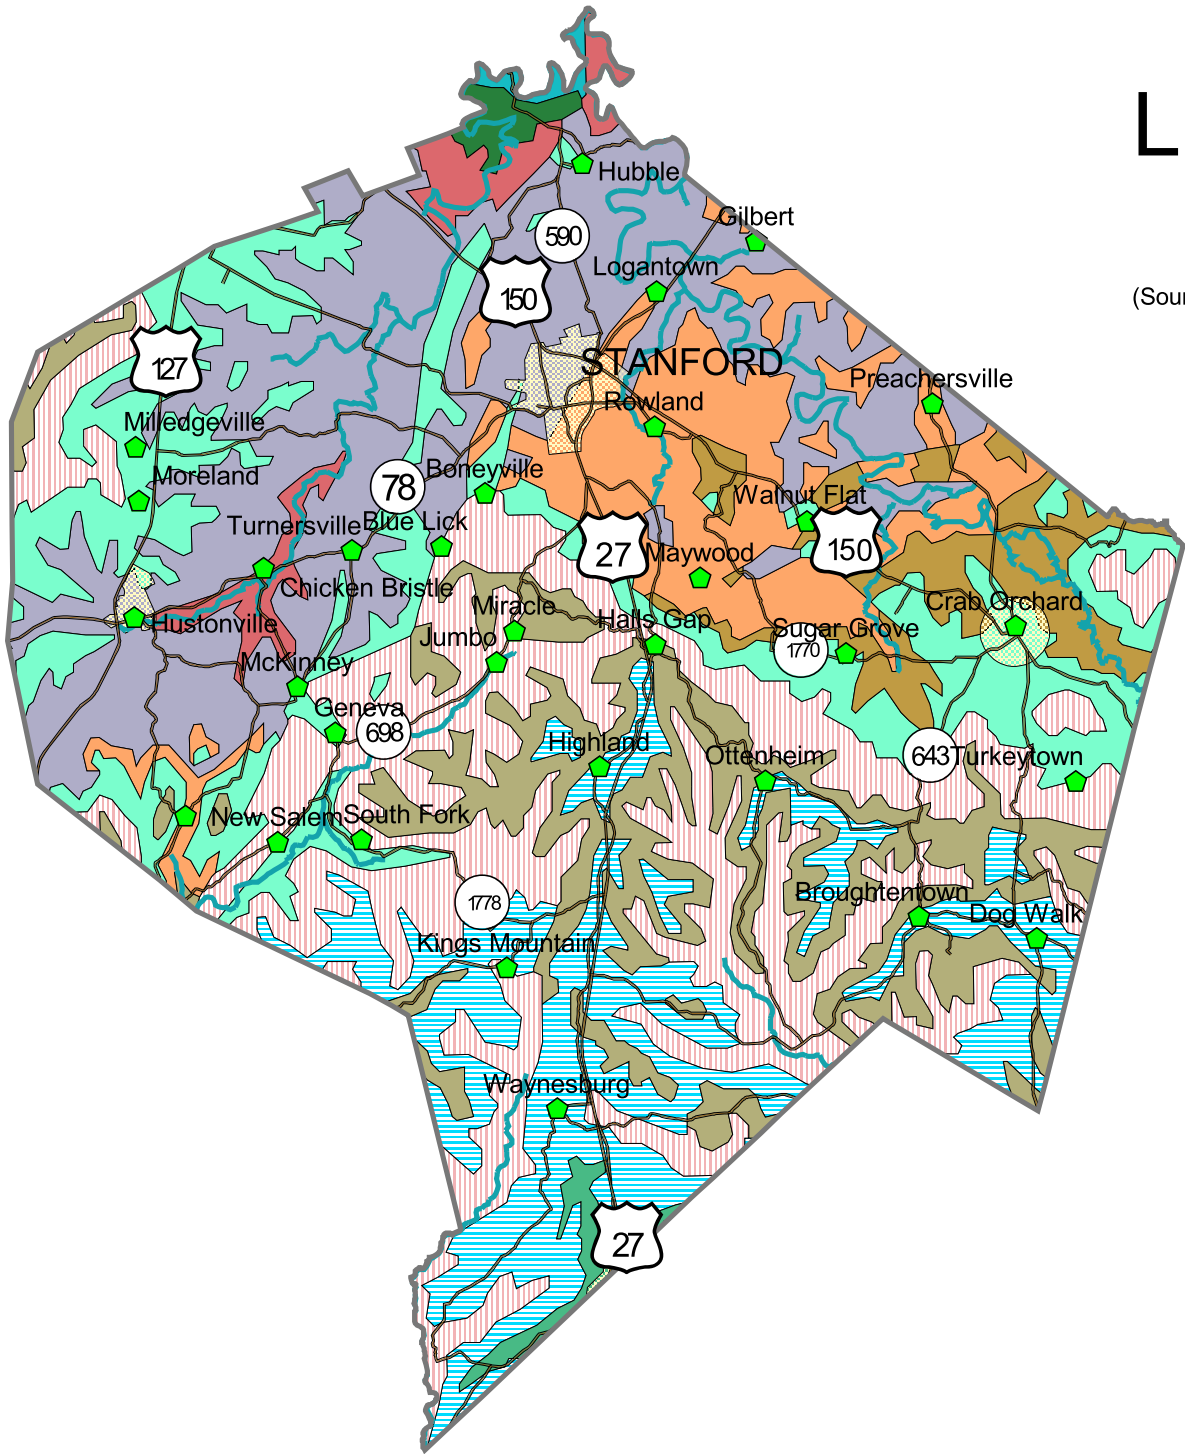 L
Hubble
Gilbert
590
Logantown
(Sour
150
127
STANFORD
Preachersville
Rowland
Milledgeville
Moreland
78
Boneyville
Walnut Flat
Turnersville
Blue Lick
27
Maywood
150
Chicken Bristle
Miracle
Crab Orchard
Hustonville
Jumbo
Halls Gap
Sugar Grove
1770
McKinney
Geneva
698
Highland
Ottenheim
643
Turkeytown
New Salem
South Fork
1778
Broughtentown
Dog Walk
Kings Mountain
Waynesburg
27